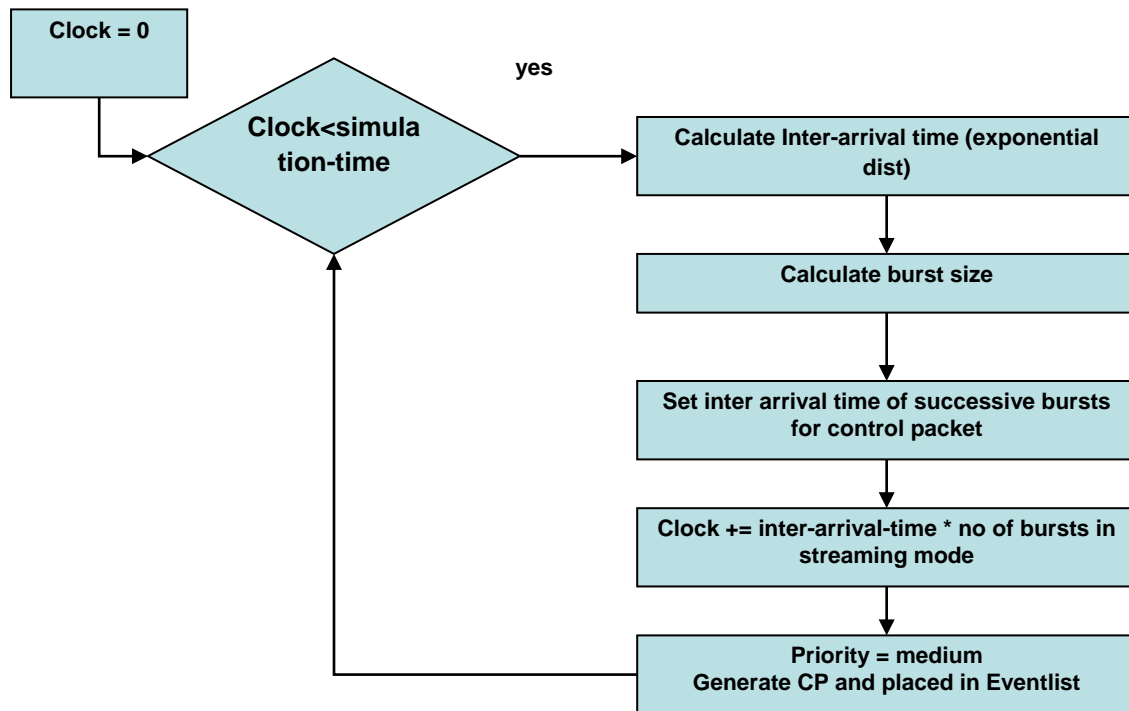 Clock = 0
yes
Clock<simula
tion-time
Calculate Inter-arrival time (exponential
dist)
Calculate burst size
Set inter arrival time of successive bursts
for control packet
Clock += inter-arrival-time * no of bursts in
streaming mode
Priority = medium
Generate CP and placed in Eventlist